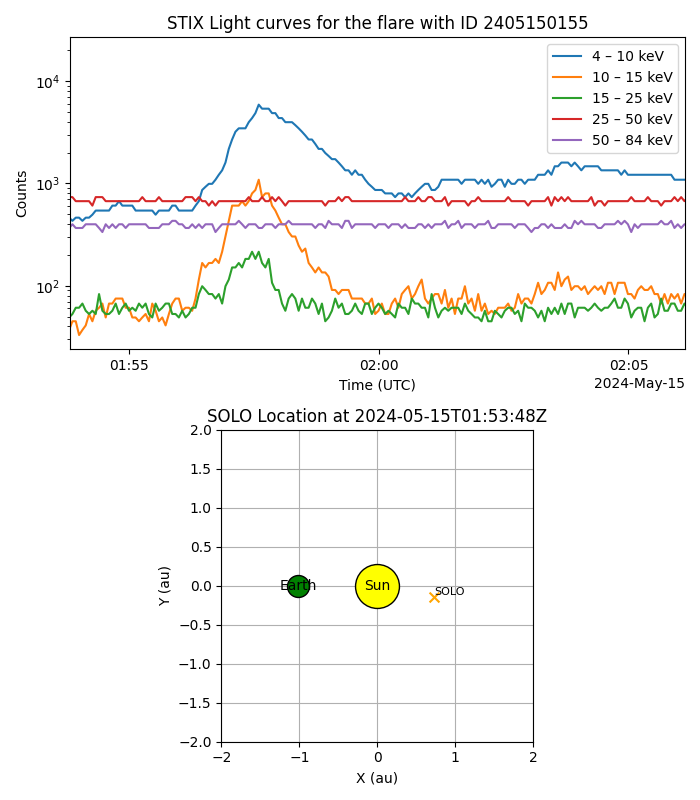 STIX Light curves for the flare with ID 2405150155
4 – 10 keV
10 – 15 keV
15 – 25 keV
25 – 50 keV
50 – 84 keV
10⁴
10³
10²
Counts
01:55
02:00
02:05
Time (UTC)
2024-May-15
SOLO Location at 2024-05-15T01:53:48Z
2.0
1.5
1.0
0.5
0.0
−0.5
−1.0
−1.5
−2.0
Y (au)
Earth
Sun
SOLO
−2
−1
0
1
2
X (au)